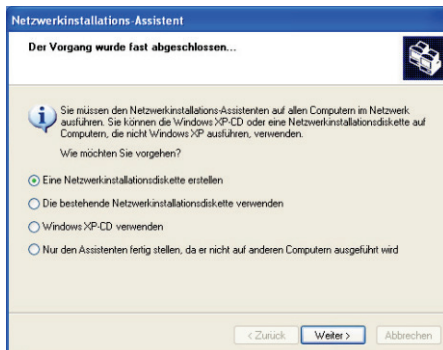 Netzwerkinstallations-Assistent
Der Vorgang wurde fast abgeschlossen...
Sie müssen den Netzwerkinstallations-Assistenten auf allen Computern im Netzwerk
ausführen. Sie können die Windows XP-CD oder eine Netzwerkinstallationsdiskette auf
Computern, die nicht Windows XP ausführen, verwenden.
Wie möchten Sie vorgehen?
Eine Netzwerkinstallationsdiskette erstellen
Die bestehende Netzwerkinstallationsdiskette verwenden
Windows XP-CD verwenden
Nur den Assistenten fertig stellen, da er nicht auf anderen Computern ausgeführt wird
< Zurück Weiter > Abbrechen